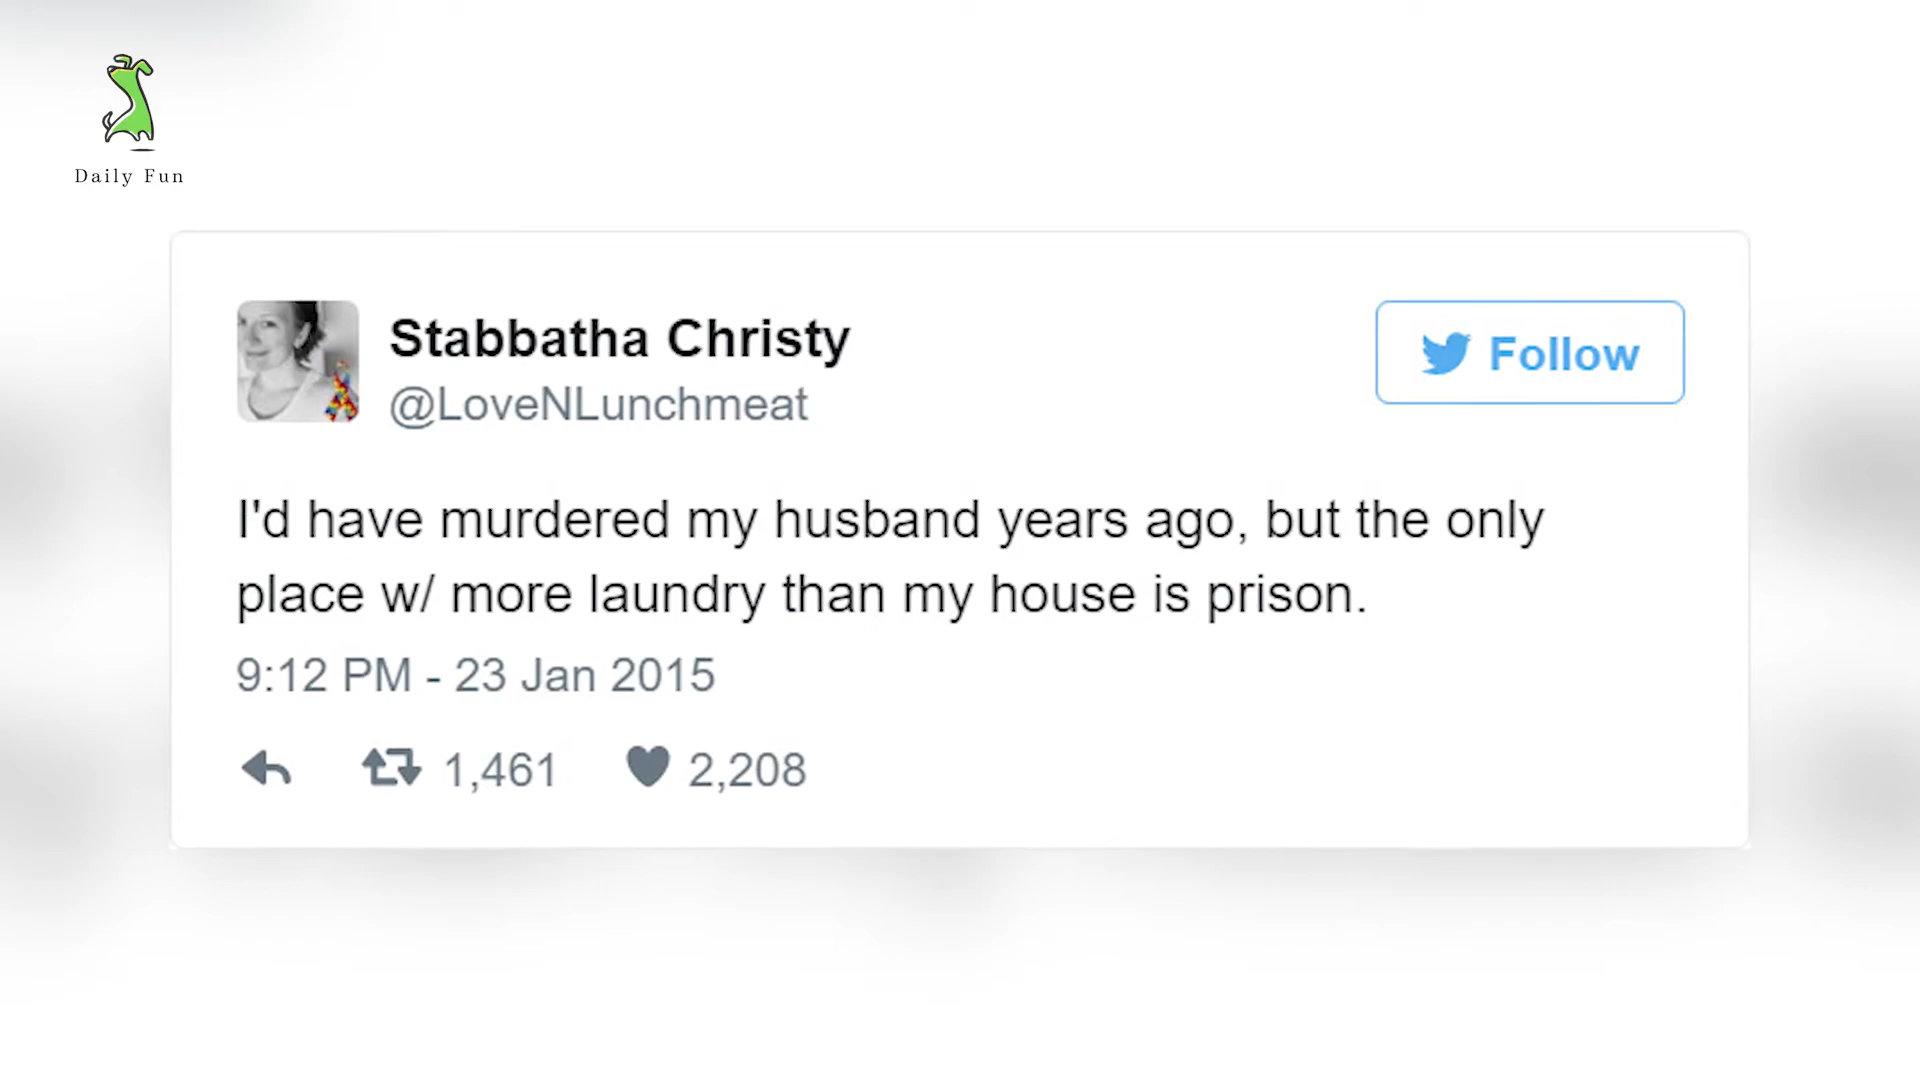 Daily Fun
Stabbatha Christy
@LoveNLunchmeat
Follow
I'd have murdered my husband years ago, but the only
place w/ more laundry than my house is prison.
9:12 PM - 23 Jan 2015
1,461 2,208